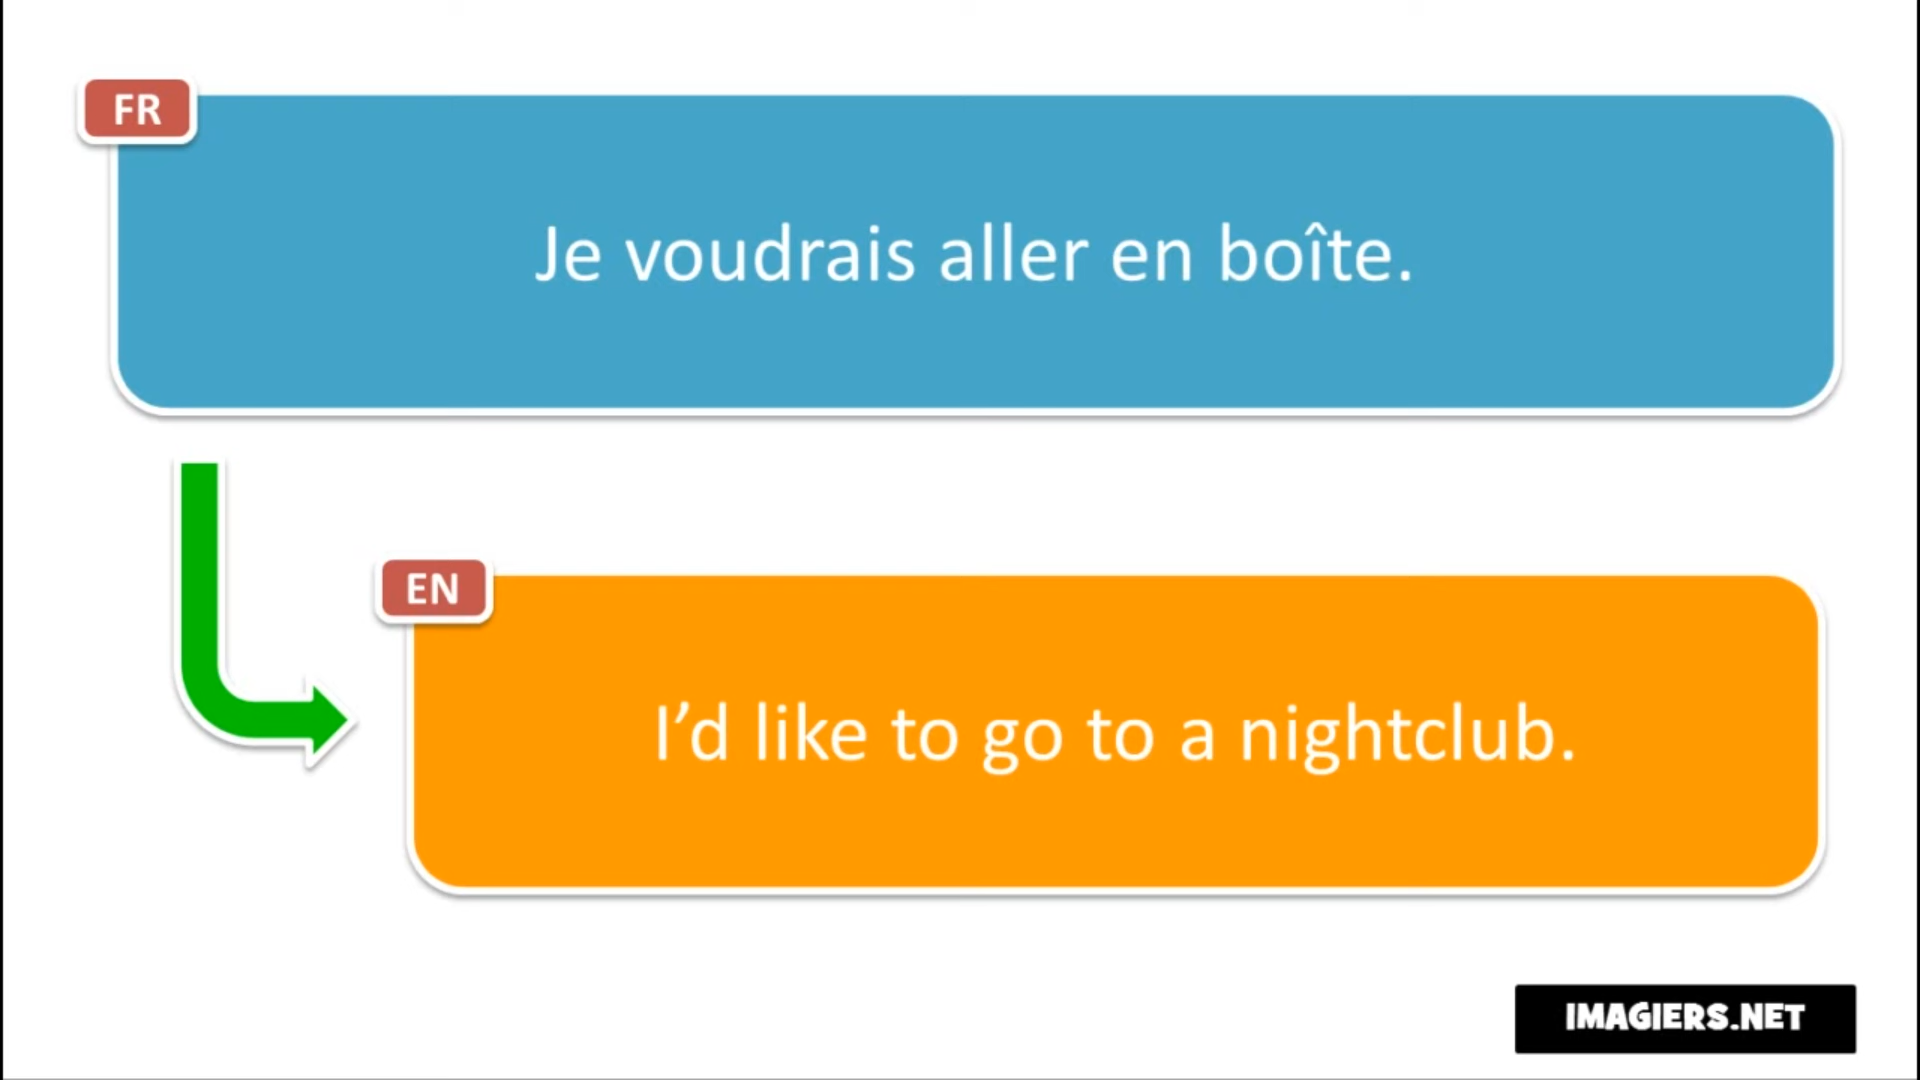 FR
Je voudrais aller en boîte.
EN
I’d like to go to a nightclub.
IMAGIERS.NET